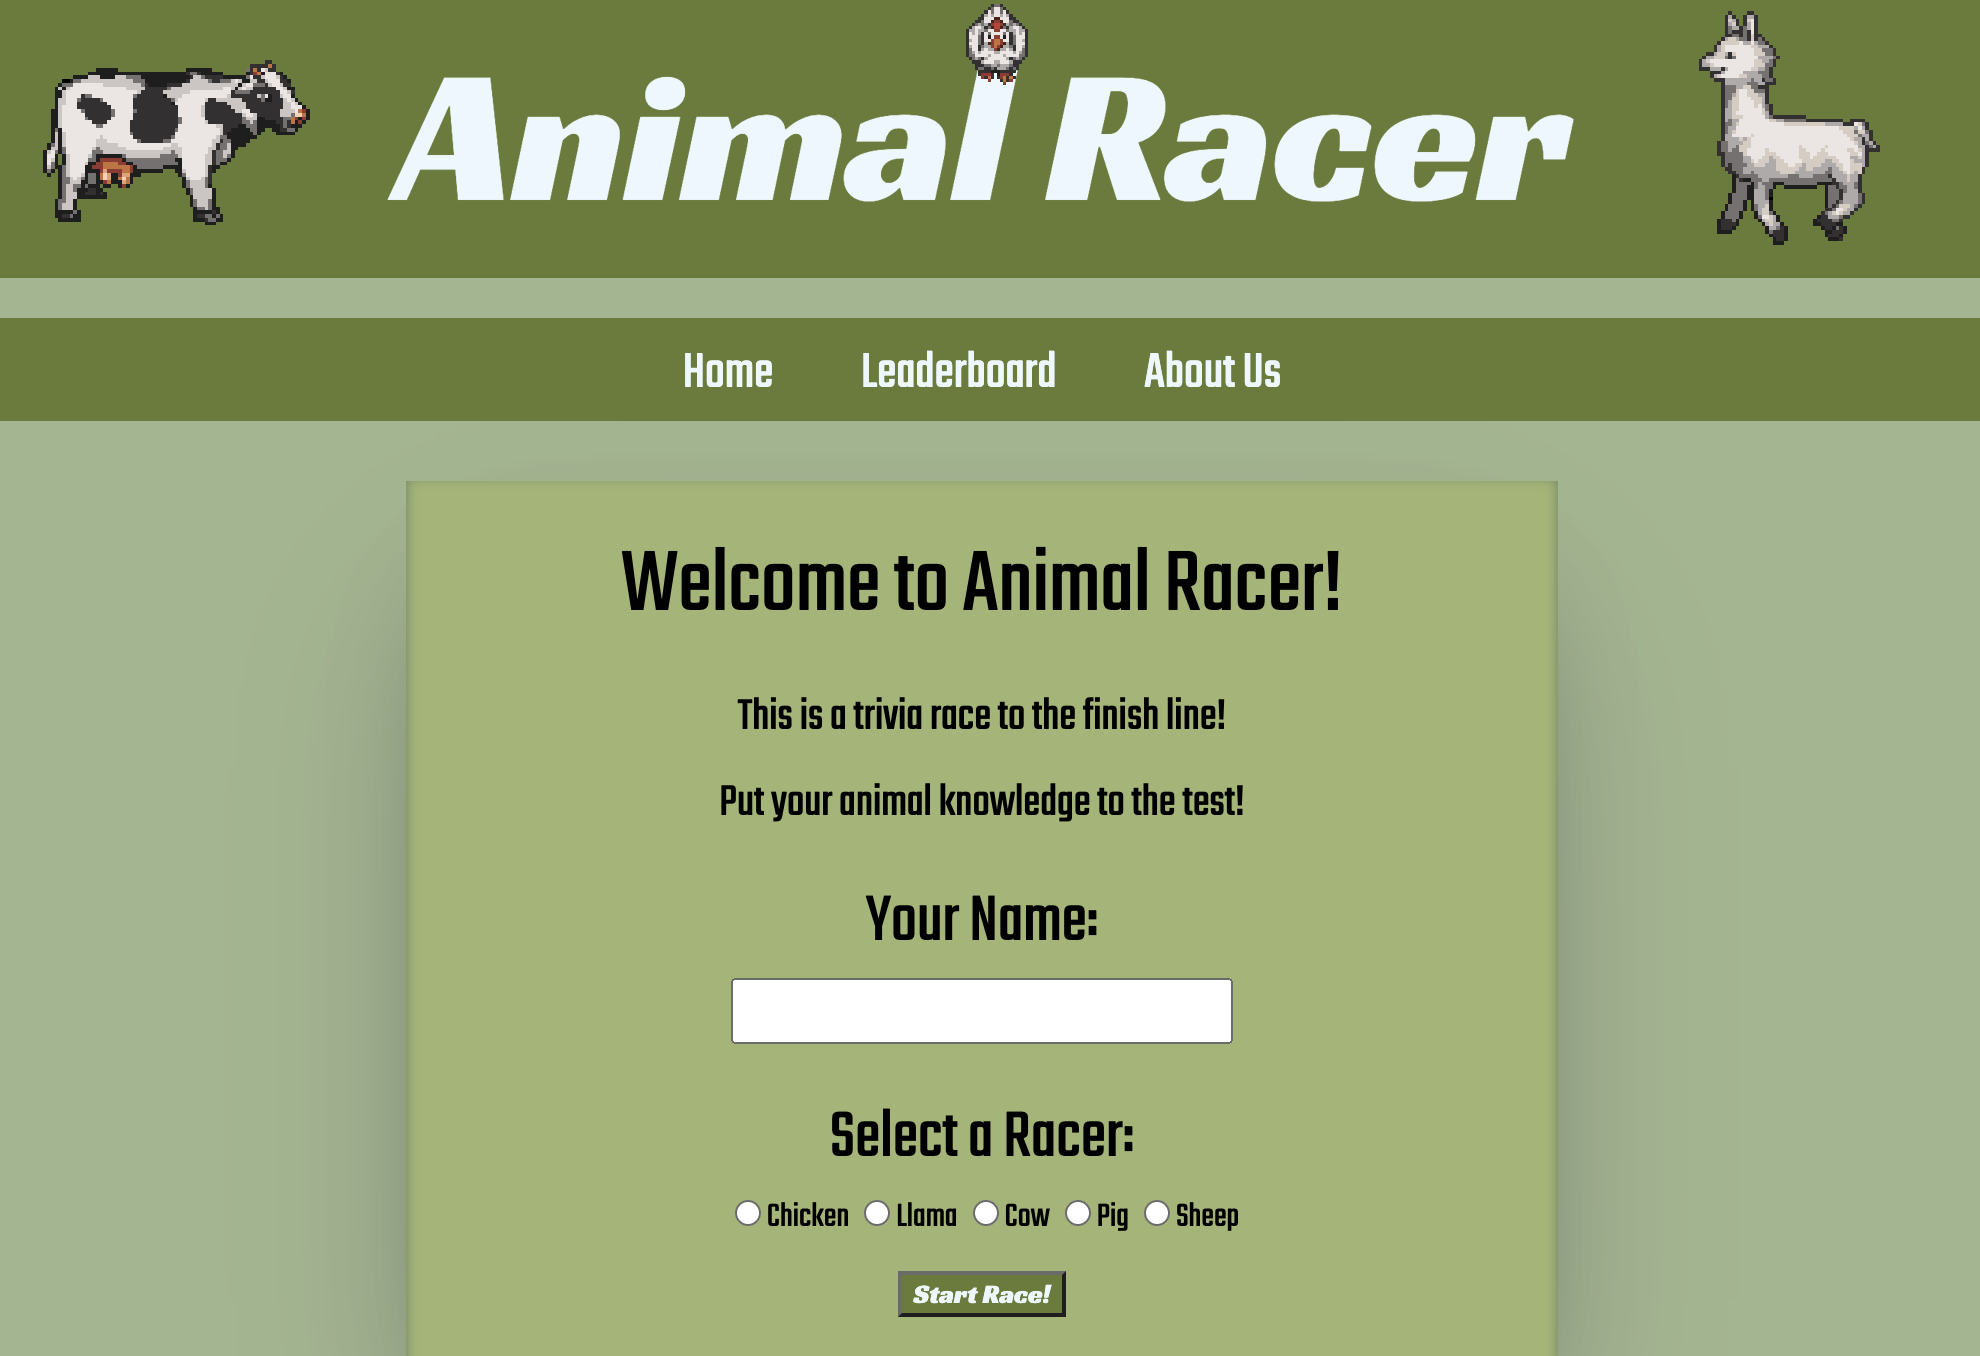 Animal Racer
Home Leaderboard About Us
Welcome to Animal Racer!
This is a trivia race to the finish line!
Put your animal knowledge to the test!
Your Name:
Select a Racer:
Chicken Llama Cow Pig Sheep
Start Race!